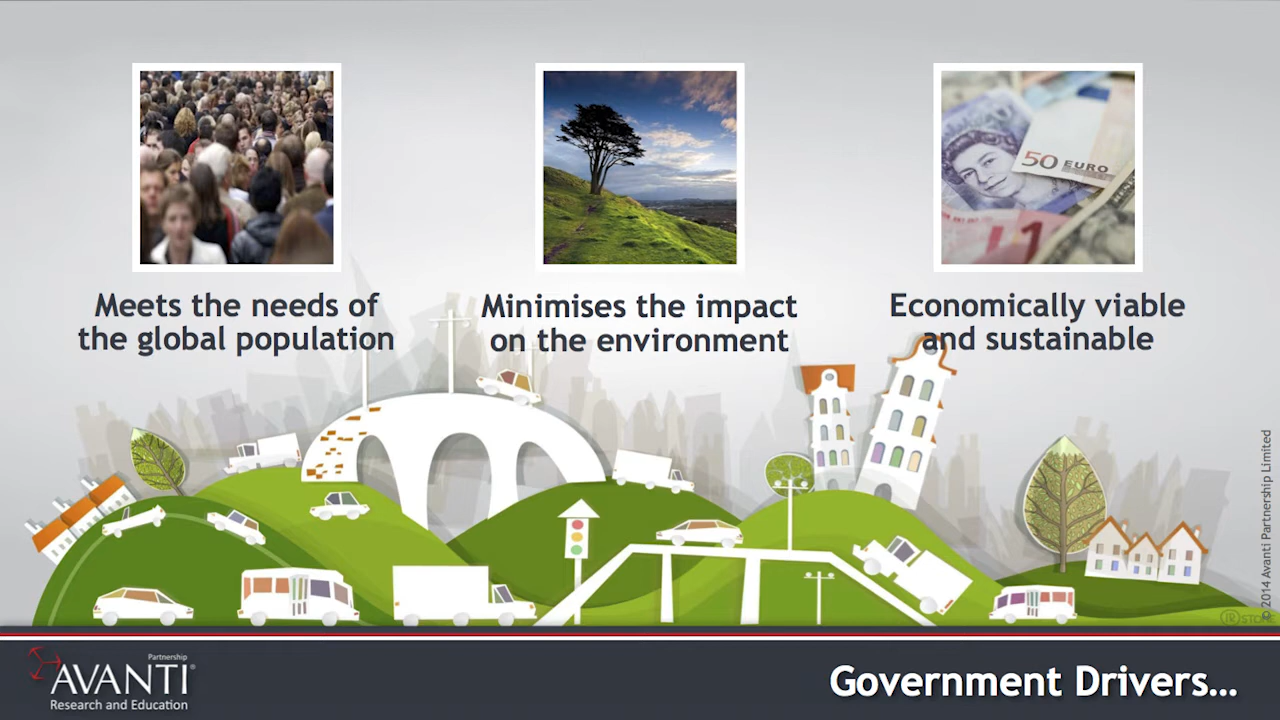 50 EURO
Meets the needs of
the global population
Minimises the impact
on the environment
Economically viable
and sustainable
© 2014 Avanti Partnership Limited
Partnership
AVANTI®
Research and Education
Government Drivers...